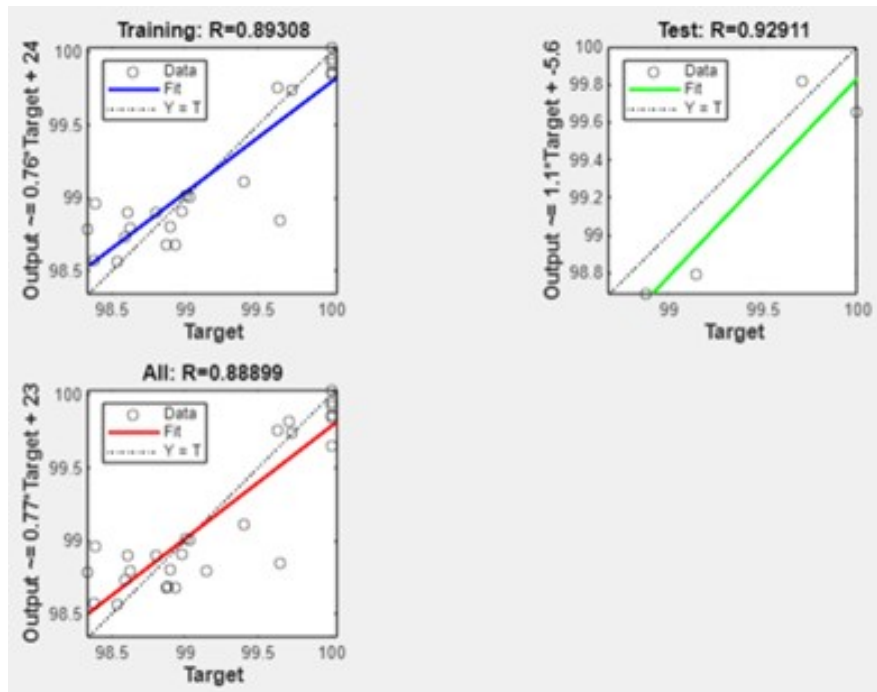 Training: R=0.89308
Output ~= 0.76*Target + 24
100
99.5
99
98.5
Data
Fit
Y = T
98.5 99 99.5 100
Target
Test: R=0.92911
Output ~= 1.1*Target + -5.6
100
99.8
99.6
99.4
99.2
99
98.8
Data
Fit
Y = T
99 99.5 100
Target
All: R=0.88899
Output ~= 0.77*Target + 23
100
99.5
99
98.5
Data
Fit
Y = T
98.5 99 99.5 100
Target